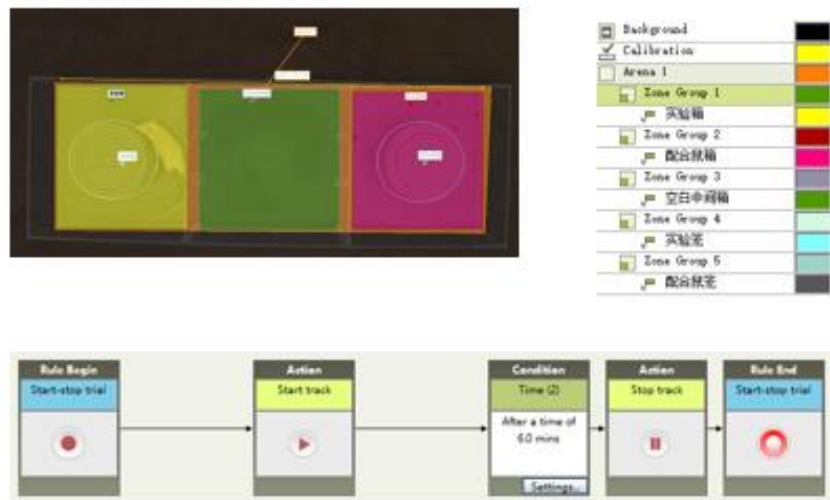 Background
Calibration
Arena 1
Zone Group 1
实验箱
Zone Group 2
配合鼠箱
Zone Group 3
空白中间箱
Zone Group 4
实验笼
Zone Group 5
配合鼠笼
Rule Begin
Start-stop trial
Action
Start track
Condition
Time (2)
After a time of
6.0 mins
Settings...
Action
Stop track
Rule End
Start-stop trial